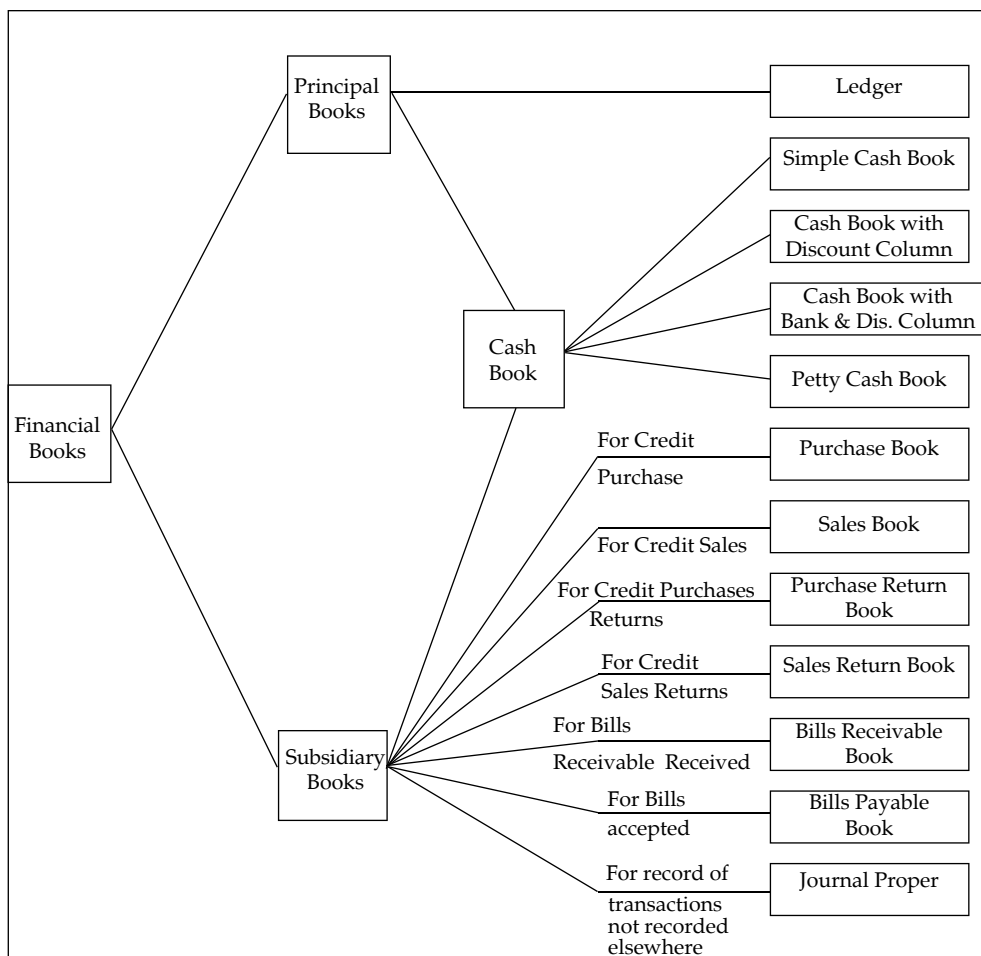 Principal
Books
Ledger
Simple Cash Book
Cash Book with
Discount Column
Cash Book with
Bank & Dis. Column
Cash
Book
Petty Cash Book
Financial
Books
For Credit
Purchase
Purchase Book
For Credit Sales
Sales Book
For Credit Purchases
Returns
Purchase Return
Book
For Credit
Sales Returns
Sales Return Book
Subsidiary
Books
For Bills
Receivable Received
Bills Receivable
Book
For Bills
accepted
Bills Payable
Book
For record of
transactions
not recorded
elsewhere
Journal Proper